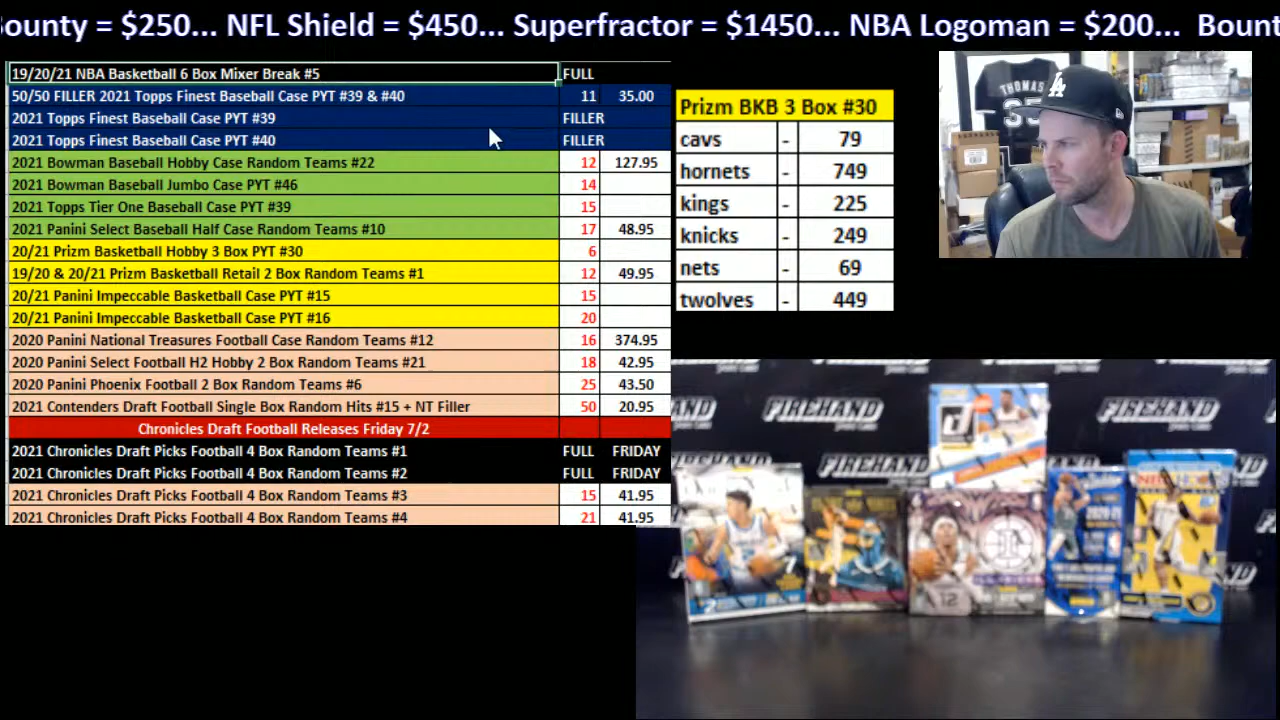 ounty = $250... NFL Shield = $450... Superfractor = $1450... NBA Logoman = $200... Bount
19/20/21 NBA Basketball 6 Box Mixer Break #5 FULL
50/50 FILLER 2021 Topps Finest Baseball Case PYT #39 & #40 11 35.00
2021 Topps Finest Baseball Case PYT #39 FILLER
2021 Topps Finest Baseball Case PYT #40 FILLER
2021 Bowman Baseball Hobby Case Random Teams #22 12 127.95
2021 Bowman Baseball Jumbo Case PYT #46 14
2021 Topps Tier One Baseball Case PYT #39 15
2021 Panini Select Baseball Half Case Random Teams #10 17 48.95
20/21 Prizm Basketball Hobby 3 Box PYT #30 6
19/20 & 20/21 Prizm Basketball Retail 2 Box Random Teams #1 12 49.95
20/21 Panini Impeccable Basketball Case PYT #15 15
20/21 Panini Impeccable Basketball Case PYT #16 20
2020 Panini National Treasures Football Case Random Teams #12 16 374.95
2020 Panini Select Football H2 Hobby 2 Box Random Teams #21 18 42.95
2020 Panini Phoenix Football 2 Box Random Teams #6 25 43.50
2021 Contenders Draft Football Single Box Random Hits #15 + NT Filler 50 20.95
Chronicles Draft Football Releases Friday 7/2
2021 Chronicles Draft Picks Football 4 Box Random Teams #1 FULL FRIDAY
2021 Chronicles Draft Picks Football 4 Box Random Teams #2 FULL FRIDAY
2021 Chronicles Draft Picks Football 4 Box Random Teams #3 15 41.95
2021 Chronicles Draft Picks Football 4 Box Random Teams #4 21 41.95
Prizm BKB 3 Box #30
cavs - 79
hornets - 749
kings - 225
knicks - 249
nets - 69
twolves - 449
THOMAS
35
LA
FIREHAND
FIREHAND
FIREHAND